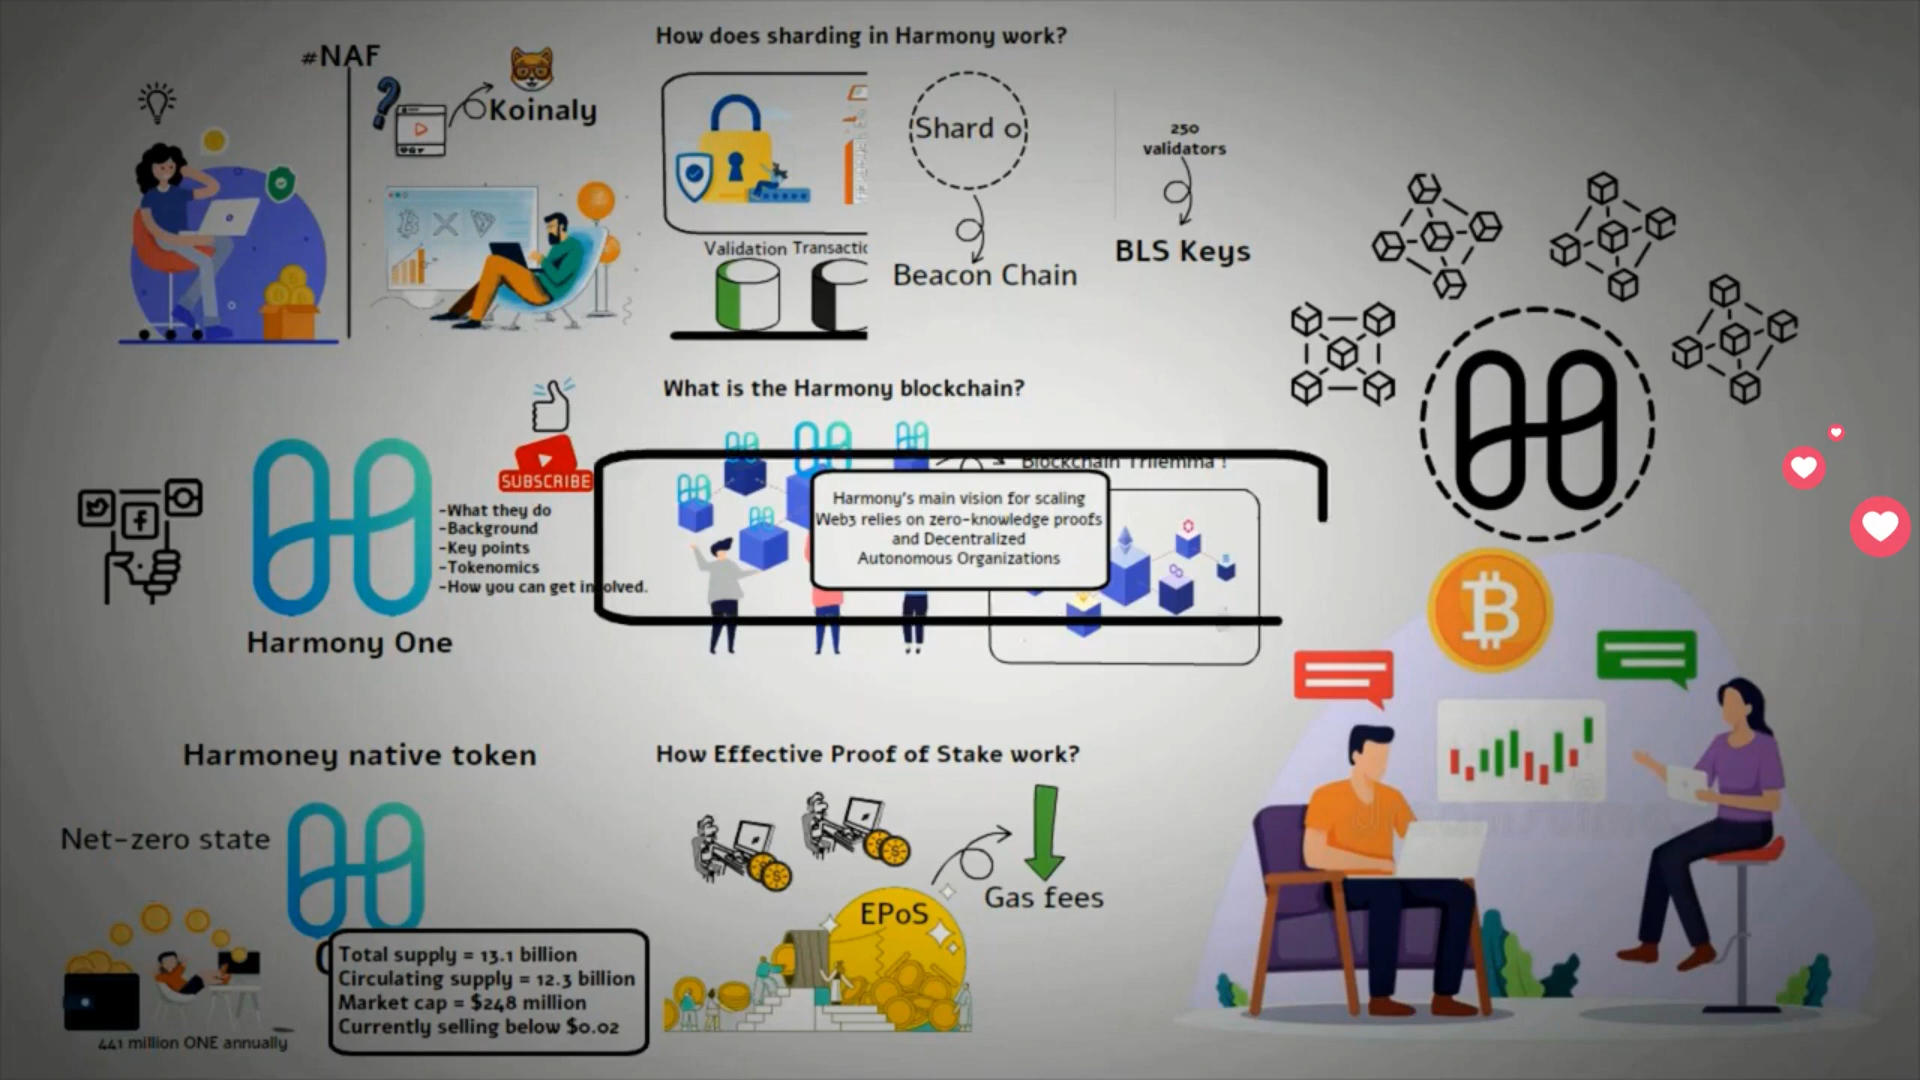 #NAF
Koinaly
How does sharding in Harmony work?
Validation Transactic
Shard o
Beacon Chain
250
validators
BLS Keys
SUBSCRIBE
-What they do
-Background
-Key points
-Tokenomics
-How you can get involved.
Harmony One
What is the Harmony blockchain?
Blockchain Trilemma !
Harmony's main vision for scaling
Web3 relies on zero-knowledge proofs
and Decentralized
Autonomous Organizations
Harmoney native token
Net-zero state
441 million ONE annually
Total supply = 13.1 billion
Circulating supply = 12.3 billion
Market cap = $248 million
Currently selling below $0.02
How Effective Proof of Stake work?
EPoS
Gas fees